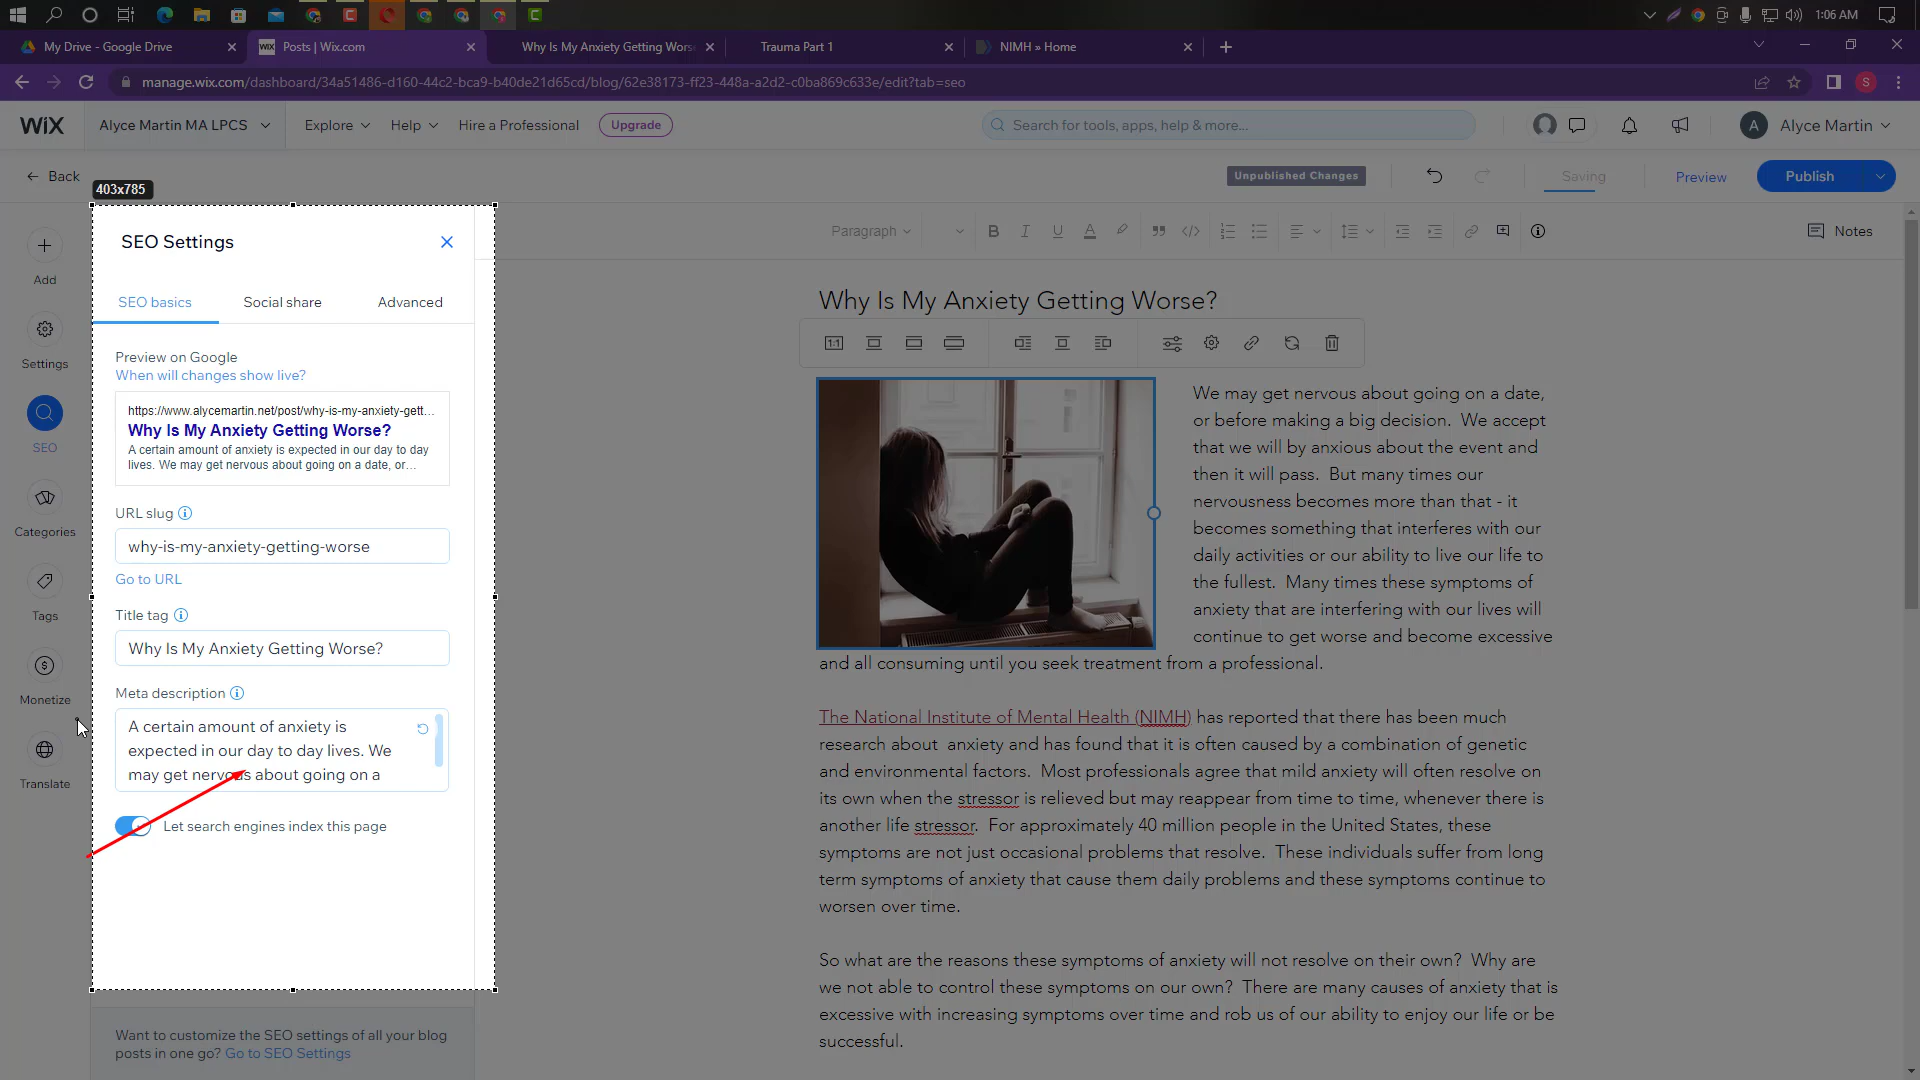 1:06 AM
My Drive - Google Drive
WIX Posts | Wix.com
Why Is My Anxiety Getting Wors
Trauma Part 1
NIMH » Home
manage.wix.com/dashboard/34a51486-d160-44c2-bca9-b40de21d65cd/blog/62e38173-ff23-448a-a2d2-c0ba869c633e/edit?tab=seo
S
WiX
Alyce Martin MA LPCS
Explore
Help
Hire a Professional
Upgrade
Search for tools, apps, help & more...
A
Alyce Martin
Back
Unpublished Changes
Saving
Preview
Publish
403x785
Add
Settings
SEO
Categories
Tags
Monetize
Translate
SEO Settings
SEO basics
Social share
Advanced
Preview on Google
When will changes show live?
https://www.alycemartin.net/post/why-is-my-anxiety-gett...
Why Is My Anxiety Getting Worse?
A certain amount of anxiety is expected in our day to day
lives. We may get nervous about going on a date, or...
URL slug
why-is-my-anxiety-getting-worse
Go to URL
Title tag
Why Is My Anxiety Getting Worse?
Meta description
A certain amount of anxiety is
expected in our day to day lives. We
may get nervous about going on a
Let search engines index this page
Want to customize the SEO settings of all your blog
posts in one go? Go to SEO Settings
Paragraph
B I U A
Notes
Why Is My Anxiety Getting Worse?
1:1
We may get nervous about going on a date,
or before making a big decision.  We accept
that we will by anxious about the event and
then it will pass.  But many times our
nervousness becomes more than that - it
becomes something that interferes with our
daily activities or our ability to live our life to
the fullest.  Many times these symptoms of
anxiety that are interfering with our lives will
continue to get worse and become excessive
and all consuming until you seek treatment from a professional.
The National Institute of Mental Health (NIMH) has reported that there has been much
research about  anxiety and has found that it is often caused by a combination of genetic
and environmental factors.  Most professionals agree that mild anxiety will often resolve on
its own when the stressor is relieved but may reappear from time to time, whenever there is
another life stressor.  For approximately 40 million people in the United States, these
symptoms are not just occasional problems that resolve.  These individuals suffer from long
term symptoms of anxiety that cause them daily problems and these symptoms continue to
worsen over time.
So what are the reasons these symptoms of anxiety will not resolve on their own?  Why are
we not able to control these symptoms on our own?  There are many causes of anxiety that is
excessive with increasing symptoms over time and rob us of our ability to enjoy our life or be
successful.